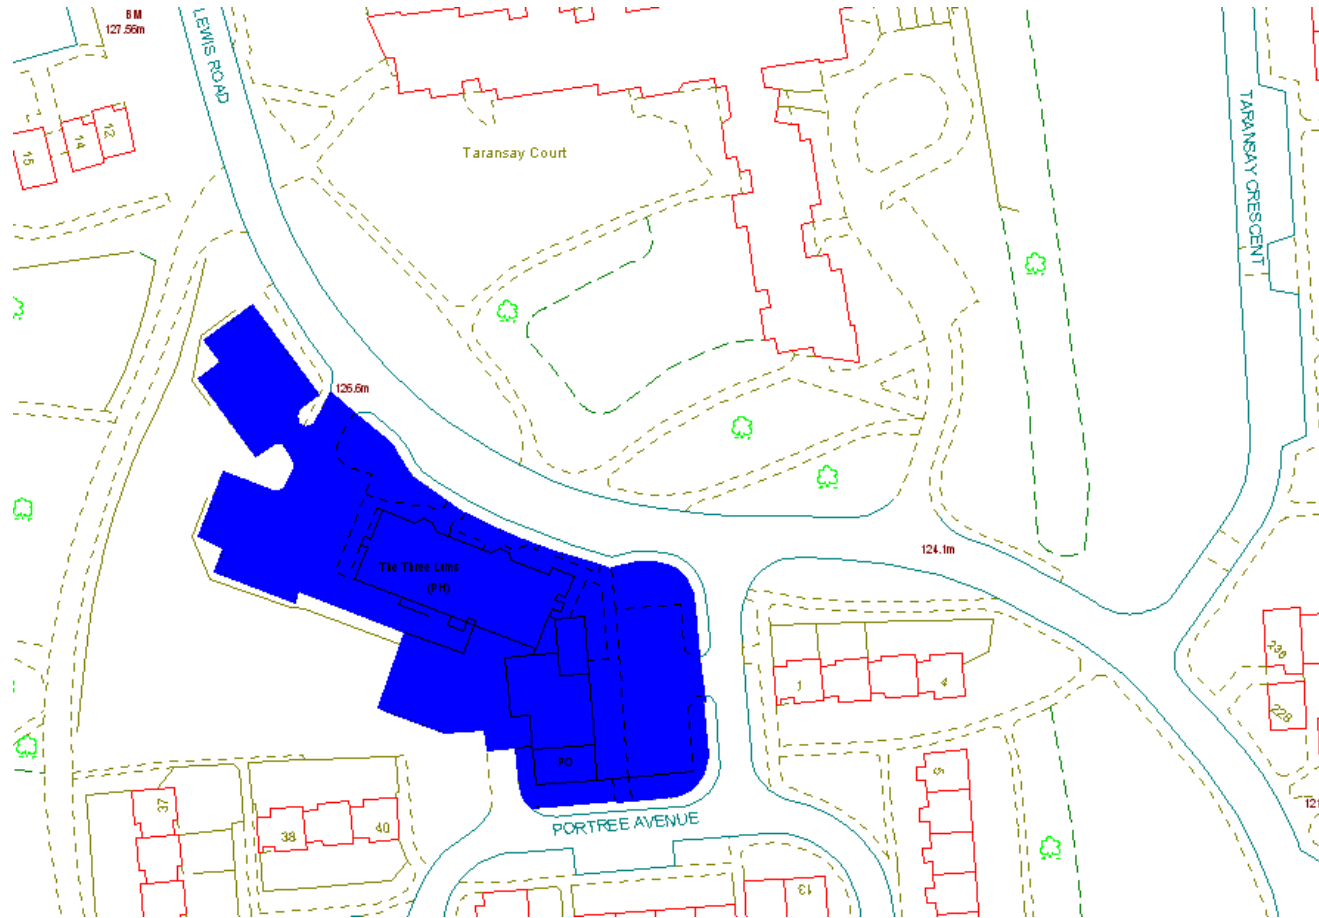 BM
127.56m
LEWIS ROAD
12
14
15
Taransay Court
TARANSAY CRESCENT
126.6m
124.1m
The Three Lums
(PH)
1
4
236
228
PO
5
37
38
40
PORTREE AVENUE
13